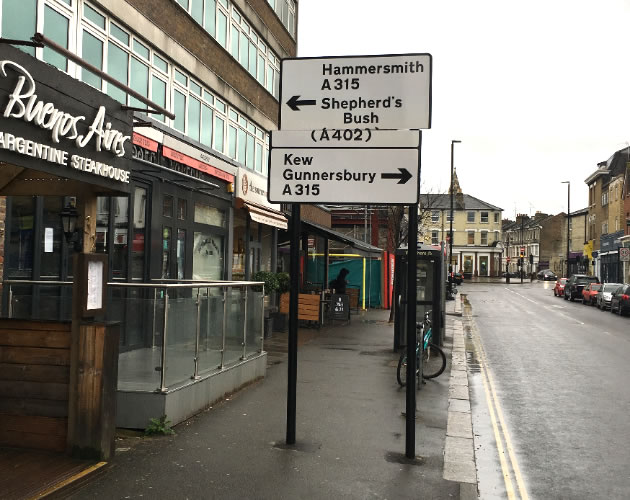 Buenos Aires
ARGENTINE STEAKHOUSE
Hammersmith
A315
Shepherd's
Bush
(A402)
Kew
Gunnersbury
A315